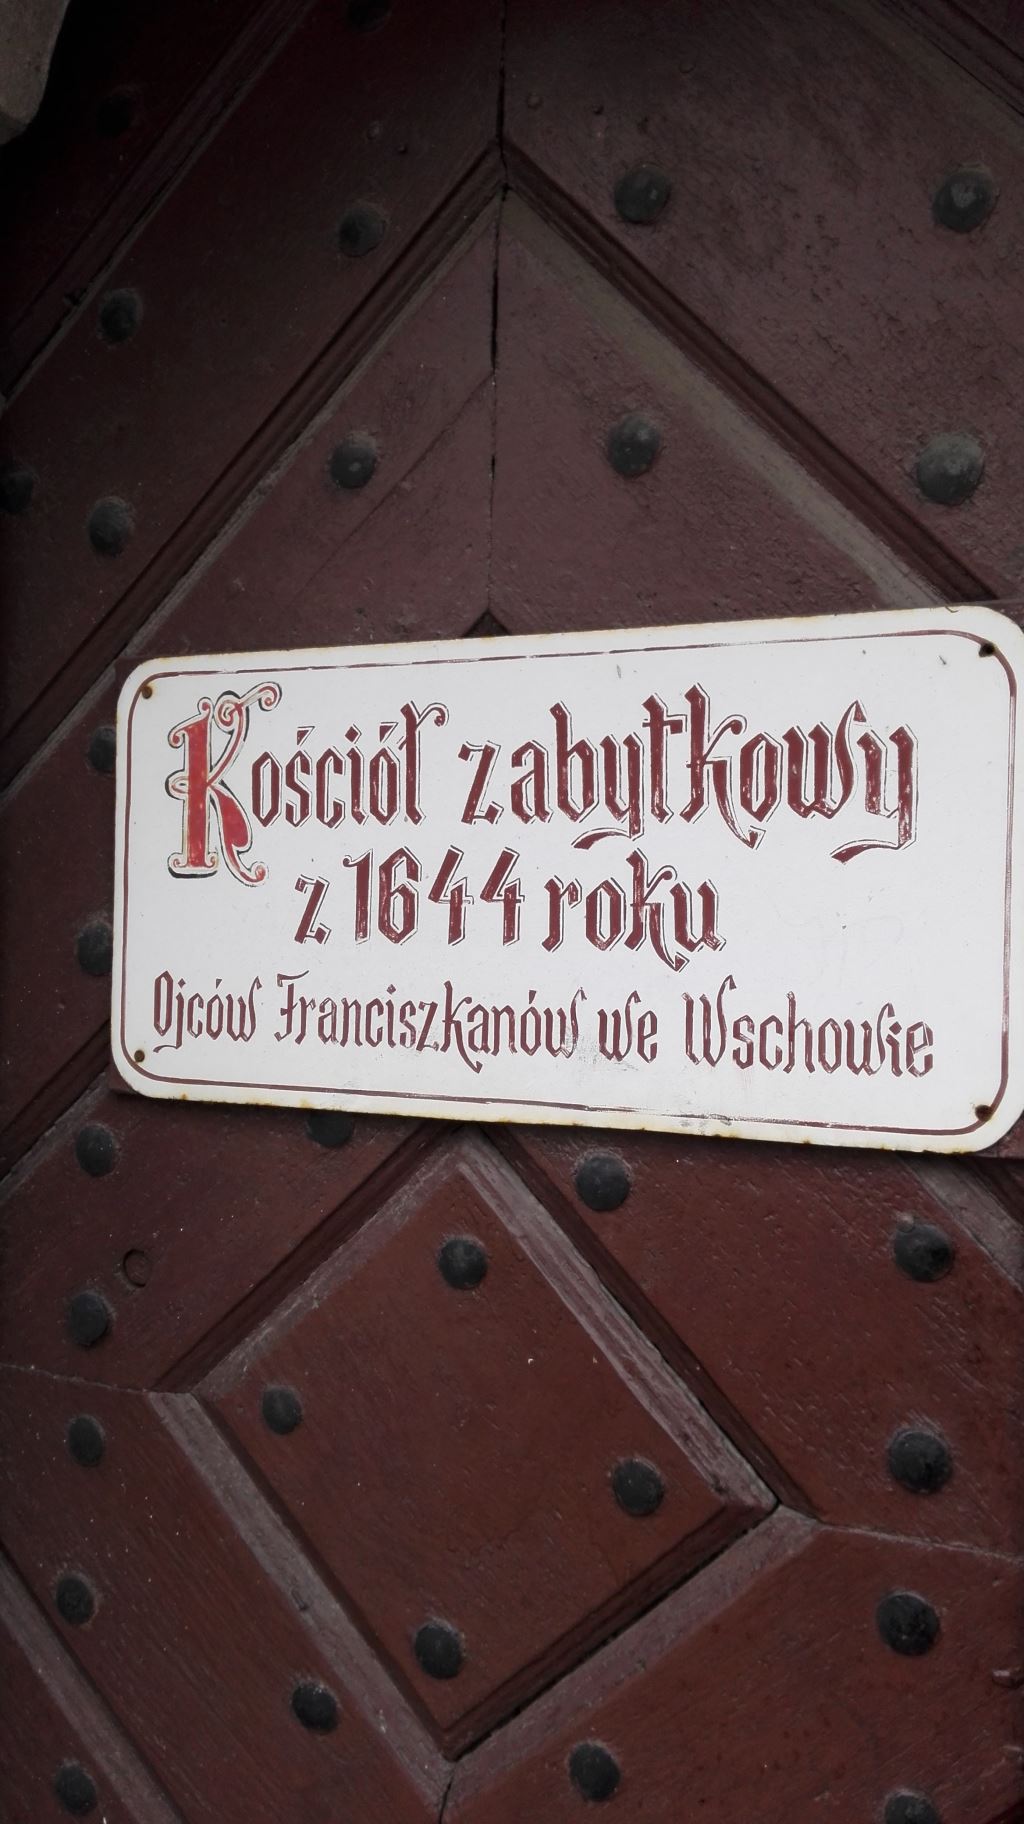 Kościół zabytkowy
z 1644 roku
Ojców Franciszkanów we Wschowie